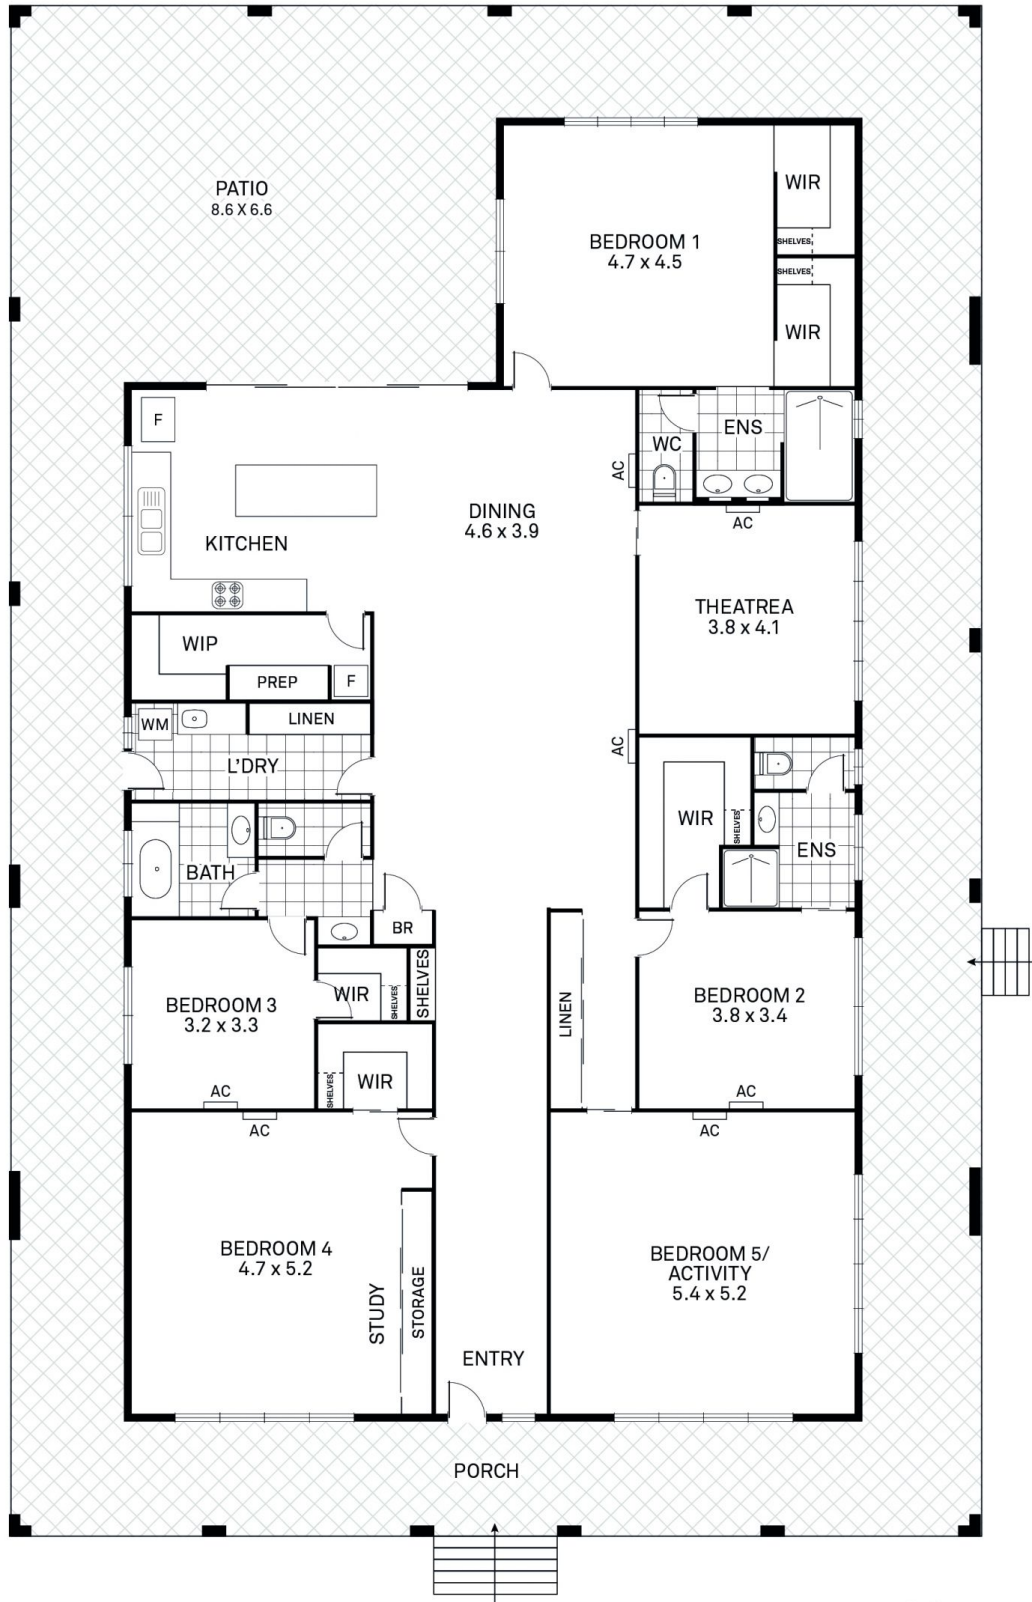 PATIO
8.6 X 6.6
BEDROOM 1
4.7 x 4.5
WIR
SHELVES
SHELVES
WIR
F
KITCHEN
DINING
4.6 x 3.9
AC
WC
ENS
AC
THEATREA
3.8 x 4.1
WIP
PREP
F
WM
LINEN
L'DRY
AC
WIR
SHELVES
ENS
BATH
BR
BEDROOM 3
3.2 x 3.3
WIR
SHELVES
SHELVES
LINEN
BEDROOM 2
3.8 x 3.4
AC
SHELVES
WIR
AC
AC
AC
BEDROOM 4
4.7 x 5.2
STUDY
STORAGE
BEDROOM 5/
ACTIVITY
5.4 x 5.2
ENTRY
PORCH